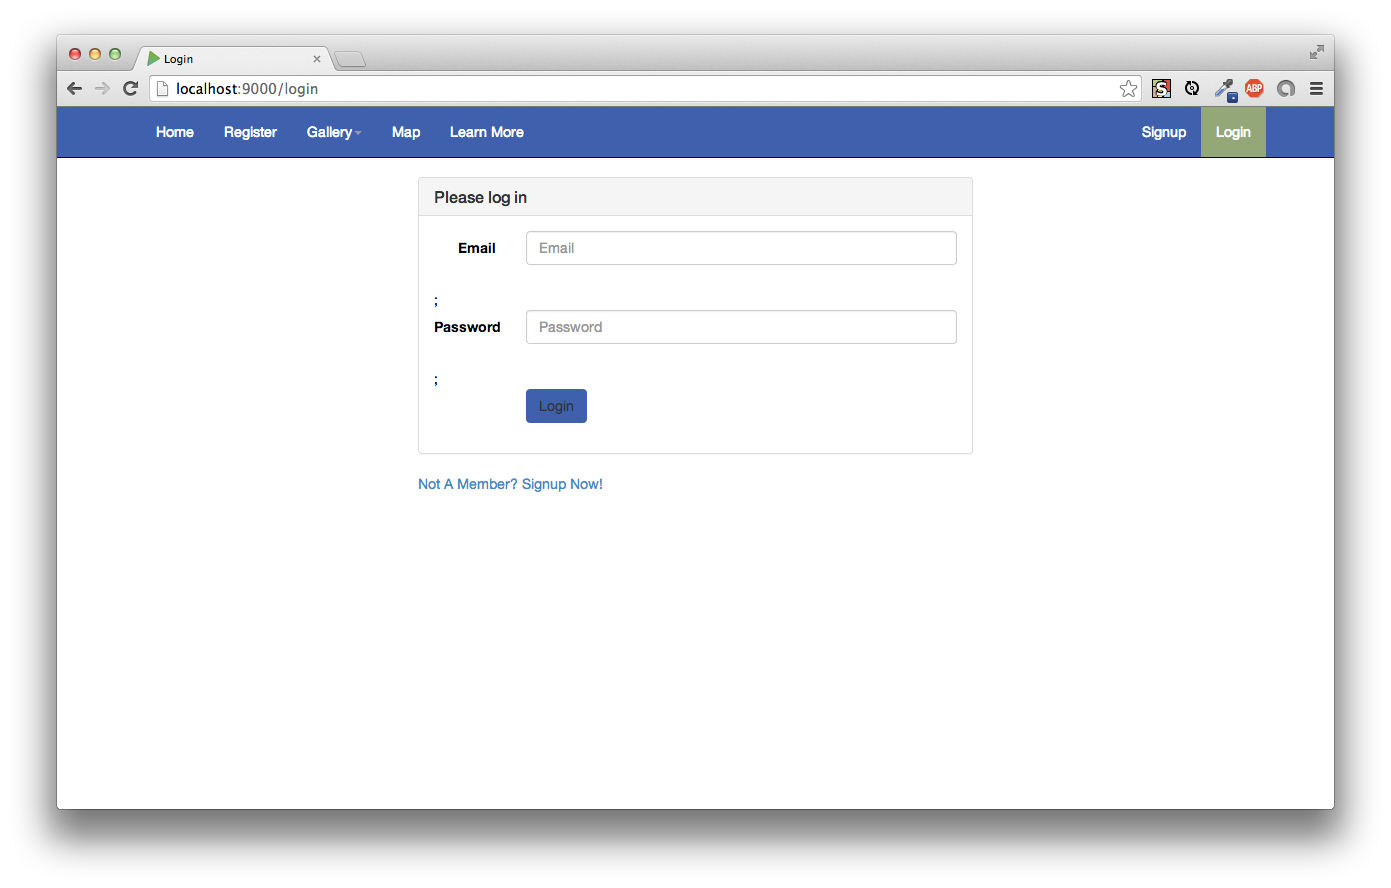 Login
localhost:9000/login
ABP
Home Register Gallery Map Learn More Signup Login
Please log in
Email Email
;
Password Password
;
Login
Not A Member? Signup Now!